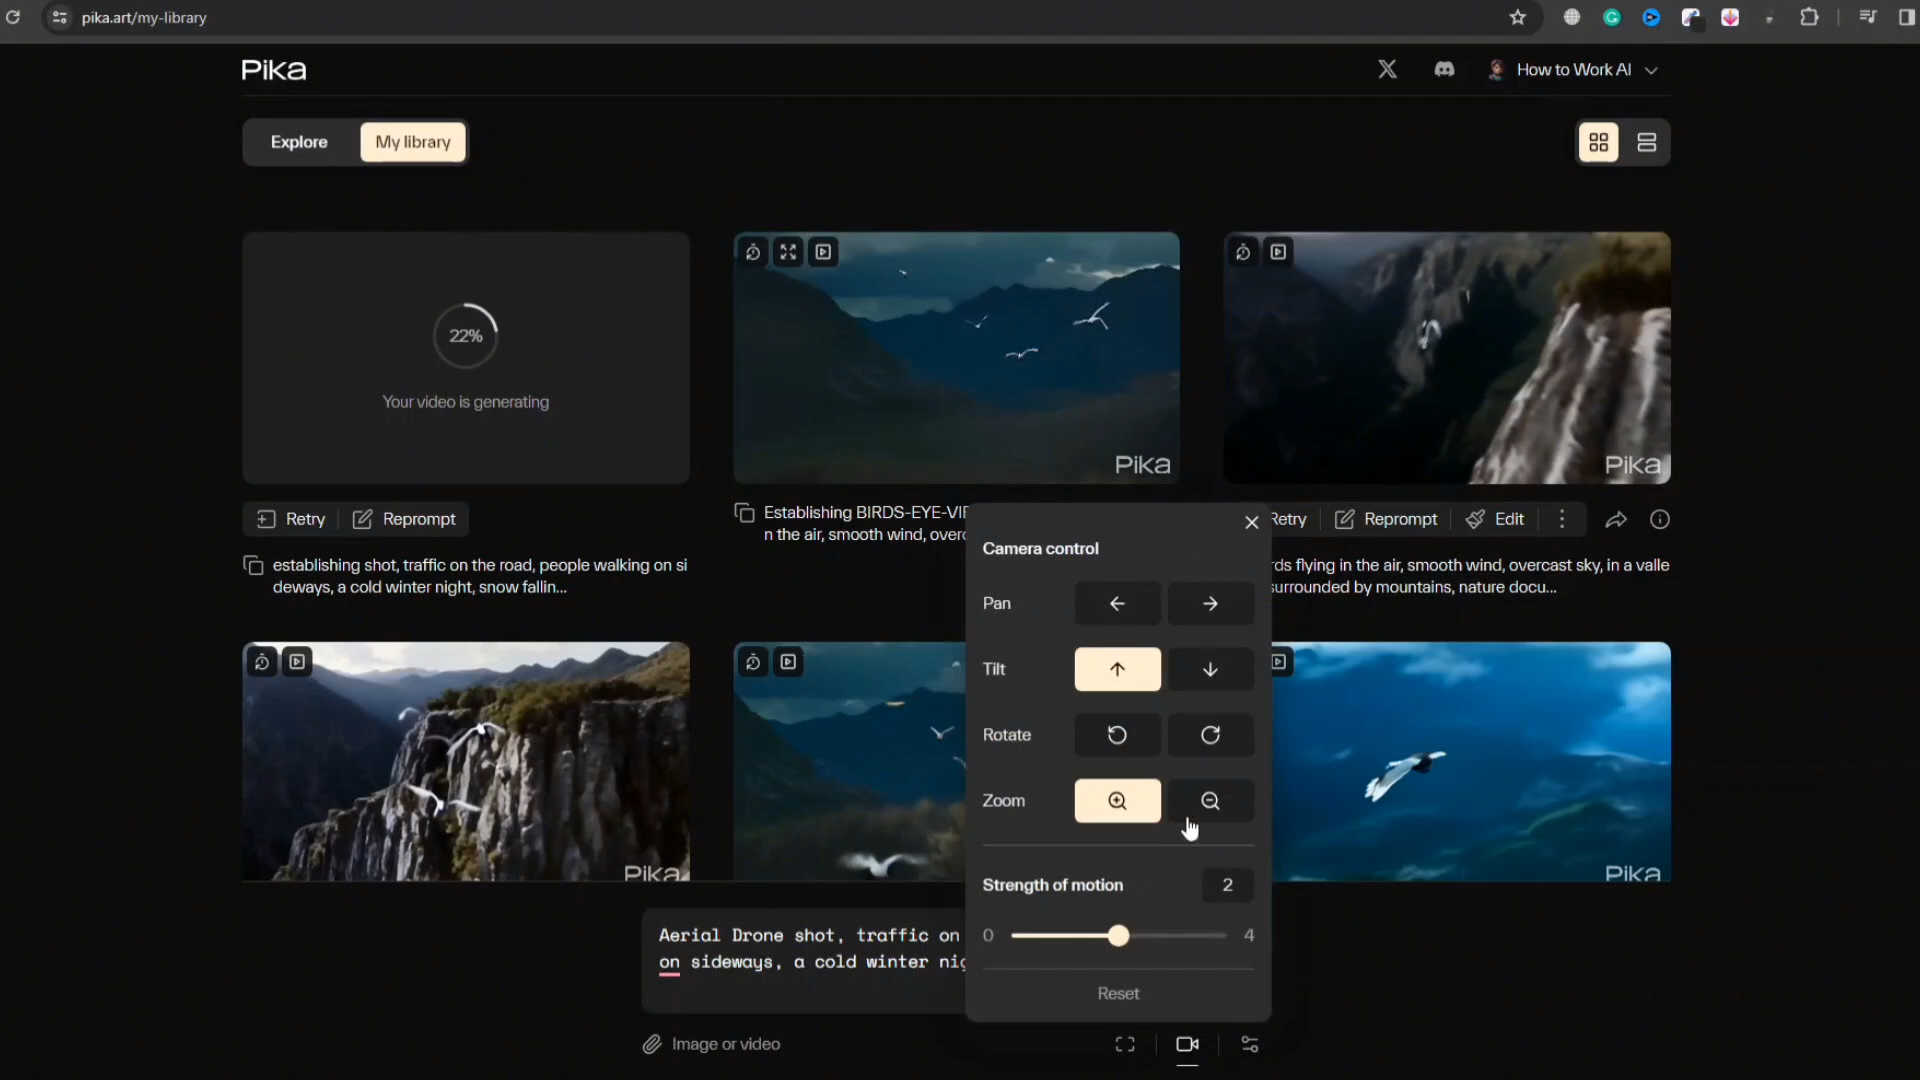 pika.art/my-library
Pika
How to Work AI
Explore
My library
22%
Your video is generating
Pika
Pika
Retry
Reprompt
establishing shot, traffic on the road, people walking on si
deways, a cold winter night, snow fallin...
Establishing BIRDS-EYE-VIE
n the air, smooth wind, overc
Retry
Reprompt
Edit
rds flying in the air, smooth wind, overcast sky, in a valle
surrounded by mountains, nature docu...
Camera control
Pan
Tilt
Rotate
Zoom
Strength of motion
2
0
4
Reset
Pika
Pika
Aerial Drone shot, traffic on
on sideways, a cold winter nig
Image or video